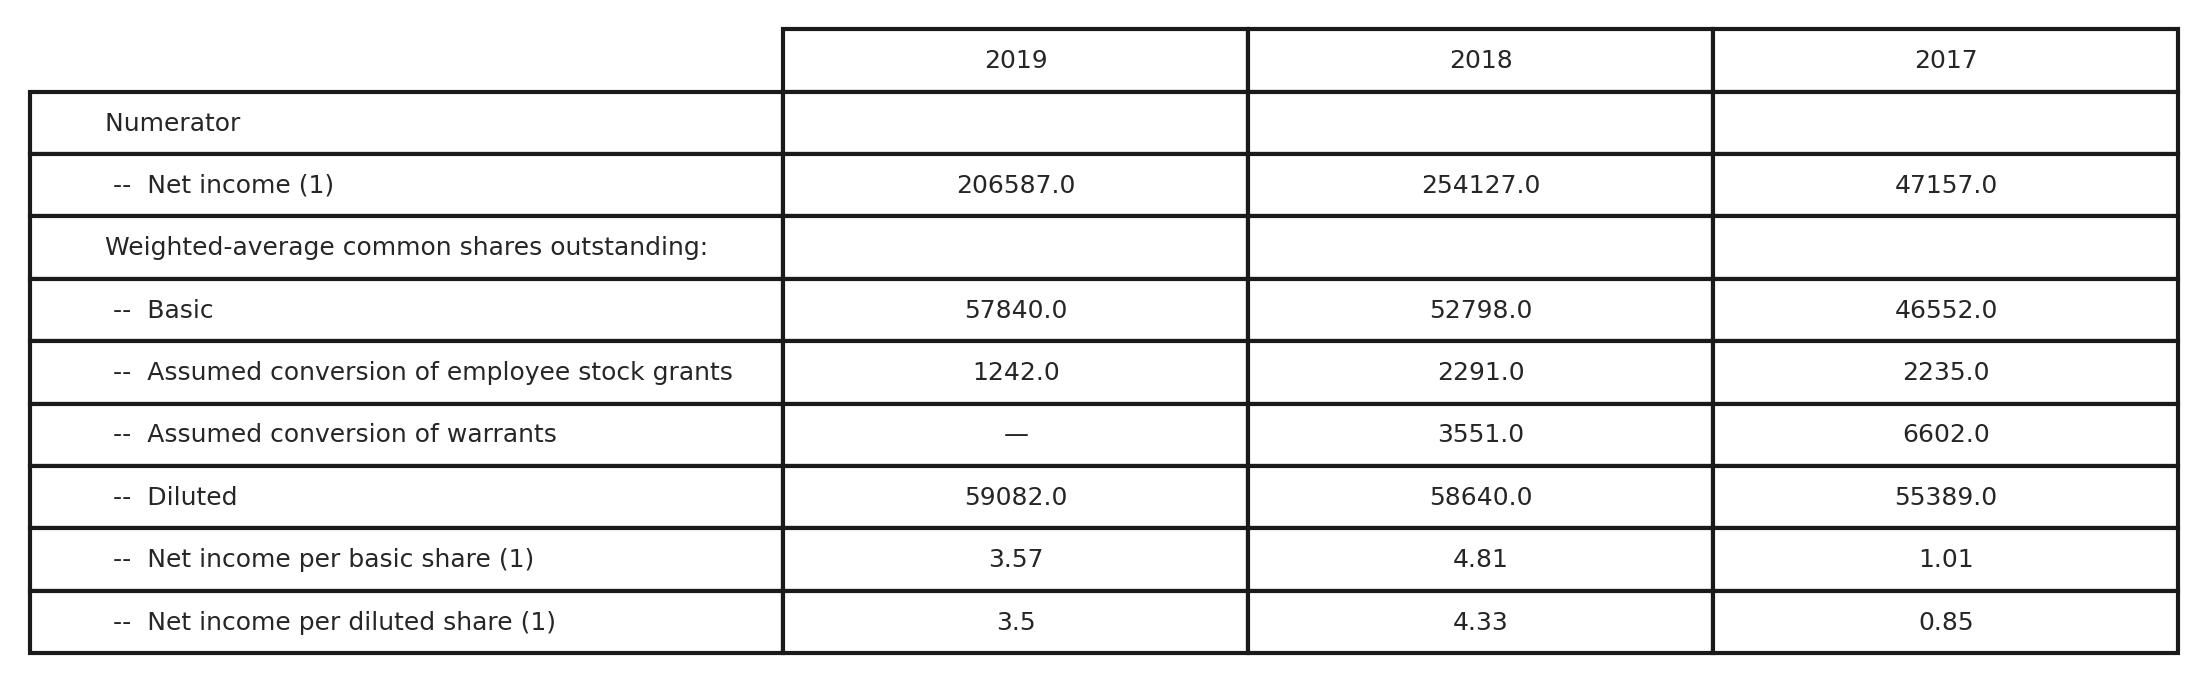 2019 2018 2017
Numerator
-- Net income (1) 206587.0 254127.0 47157.0
Weighted-average common shares outstanding:
-- Basic 57840.0 52798.0 46552.0
-- Assumed conversion of employee stock grants 1242.0 2291.0 2235.0
-- Assumed conversion of warrants — 3551.0 6602.0
-- Diluted 59082.0 58640.0 55389.0
-- Net income per basic share (1) 3.57 4.81 1.01
-- Net income per diluted share (1) 3.5 4.33 0.85